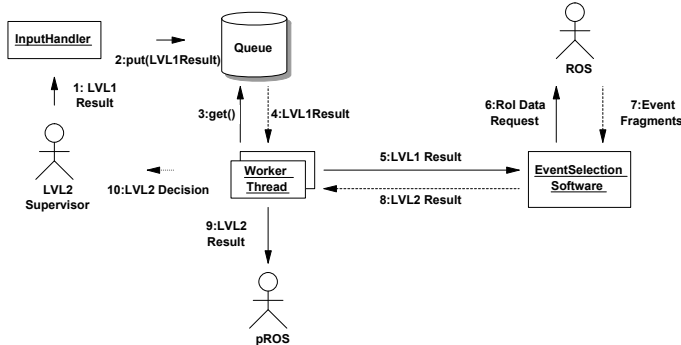 InputHandler
2:put(LVL1Result)
Queue
ROS
1: LVL1
Result
3:get()
4:LVL1Result
6:RoI Data
Request
7:Event
Fragments
LVL2
Supervisor
10:LVL2 Decision
Worker
Thread
5:LVL1 Result
8:LVL2 Result
EventSelection
Software
9:LVL2
Result
pROS